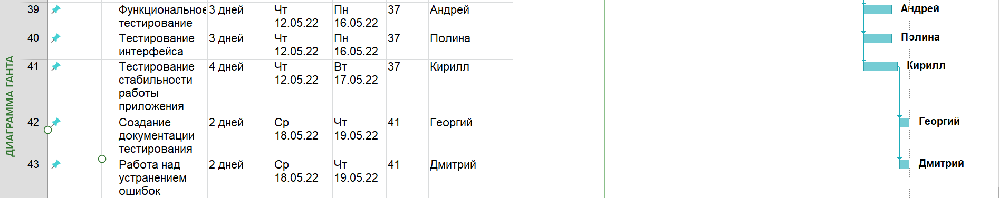 ДИАГРАММА ГАНТА
39 Функциональное 3 дней Чт Пн 37 Андрей Андрей
тестирование 12.05.22 16.05.22
40 Тестирование 3 дней Чт Пн 37 Полина Полина
интерфейса 12.05.22 16.05.22
41 Тестирование 4 дней Чт Вт 37 Кирилл Кирилл
стабильности 12.05.22 17.05.22
работы
приложения
42 Создание 2 дней Ср Чт 41 Георгий Георгий
документации 18.05.22 19.05.22
тестирования
43 Работа над 2 дней Ср Чт 41 Дмитрий Дмитрий
устранением 18.05.22 19.05.22
ошибок